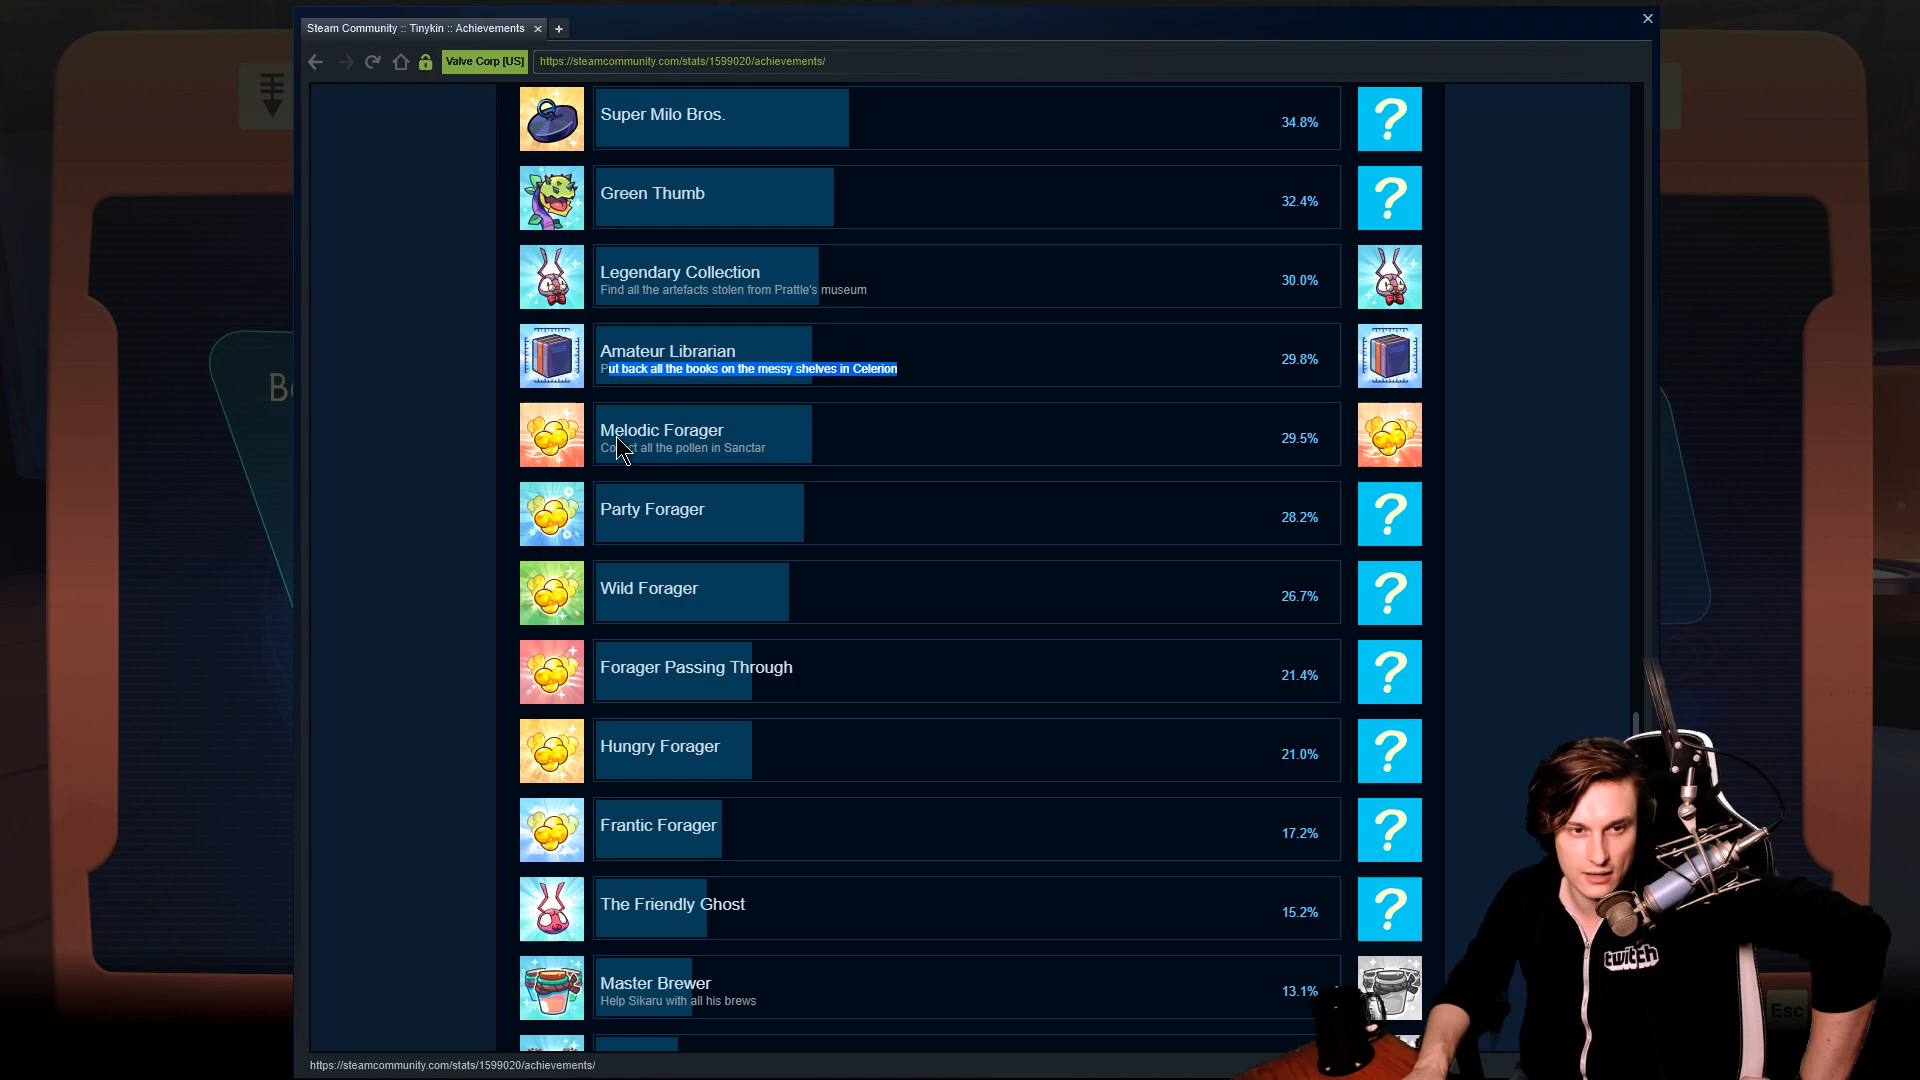 Steam Community :: Tinykin :: Achievements
Valve Corp [US]
https://steamcommunity.com/stats/1599020/achievements/
Super Milo Bros.
34.8%
?
Green Thumb
32.4%
?
Legendary Collection
Find all the artefacts stolen from Prattle's museum
30.0%
Amateur Librarian
Put back all the books on the messy shelves in Celerion
29.8%
Melodic Forager
Collect all the pollen in Sanctar
29.5%
Party Forager
28.2%
?
Wild Forager
26.7%
?
Forager Passing Through
21.4%
?
Hungry Forager
21.0%
?
Frantic Forager
17.2%
?
The Friendly Ghost
15.2%
?
Master Brewer
Help Sikaru with all his brews
13.1%
twitch
Esc
https://steamcommunity.com/stats/1599020/achievements/